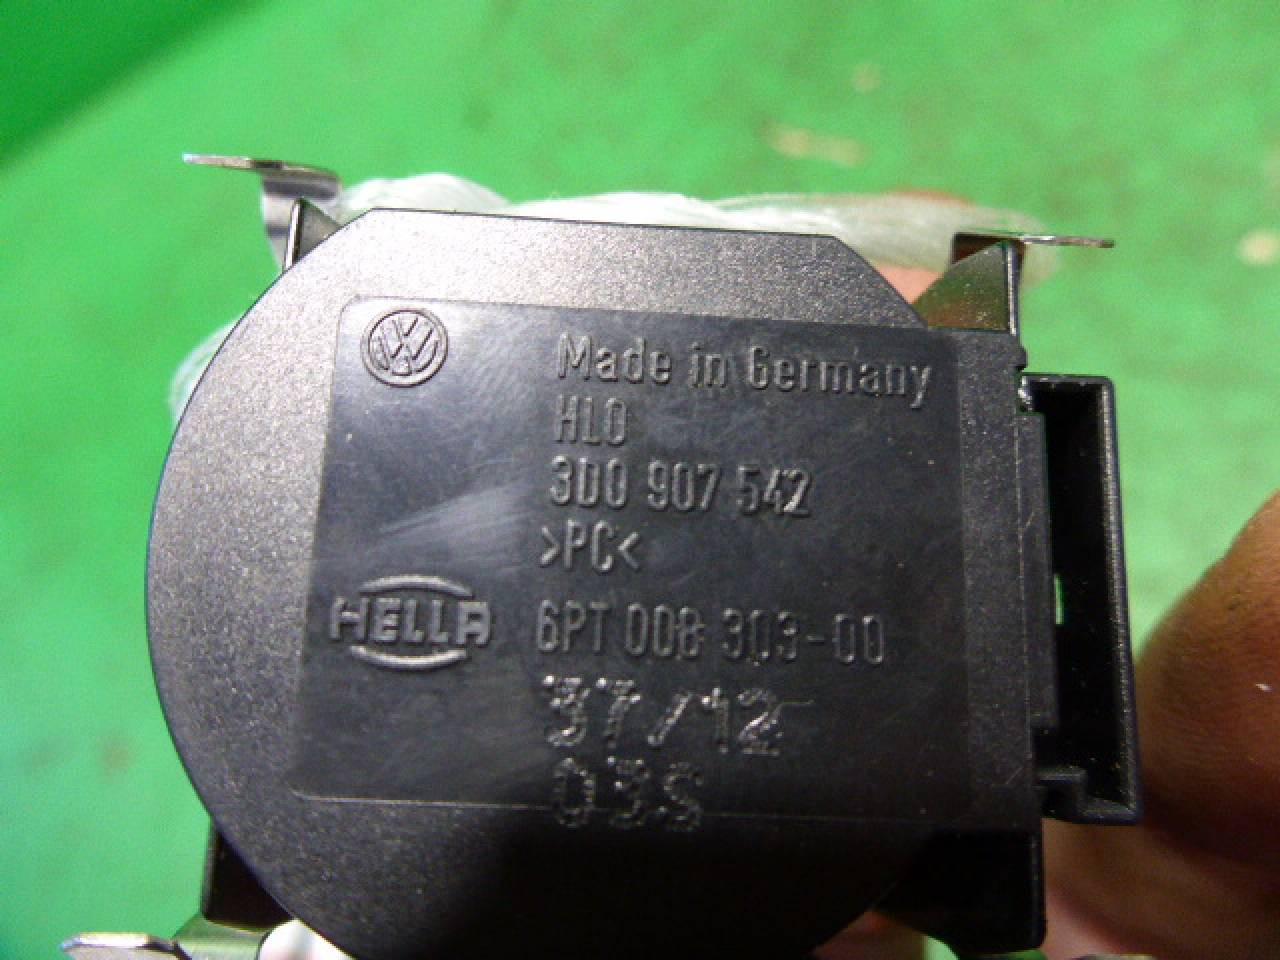 Made in Germany
HLO
3D0 907 542
>PC<
HELLA 6PT 008 303-00
37/12
03S